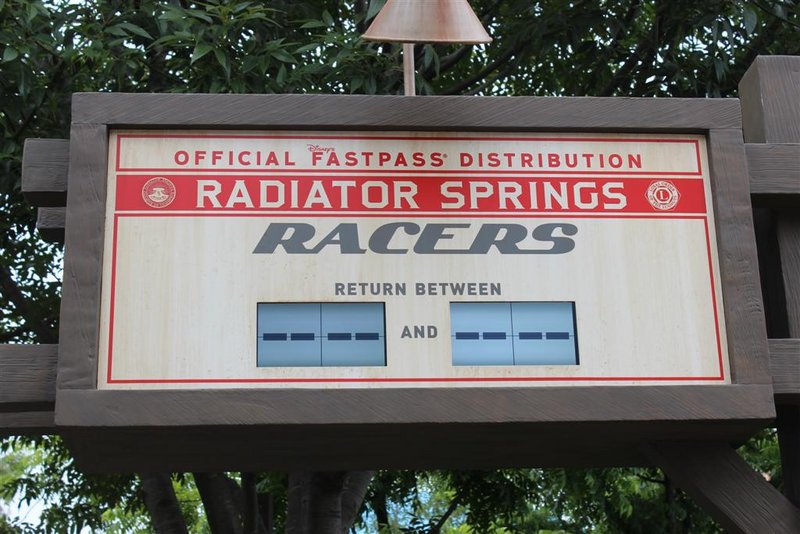 Disney's
OFFICIAL FASTPASS® DISTRIBUTION
RADIATOR SPRINGS
L
RACERS
RETURN BETWEEN
-- -- AND -- --